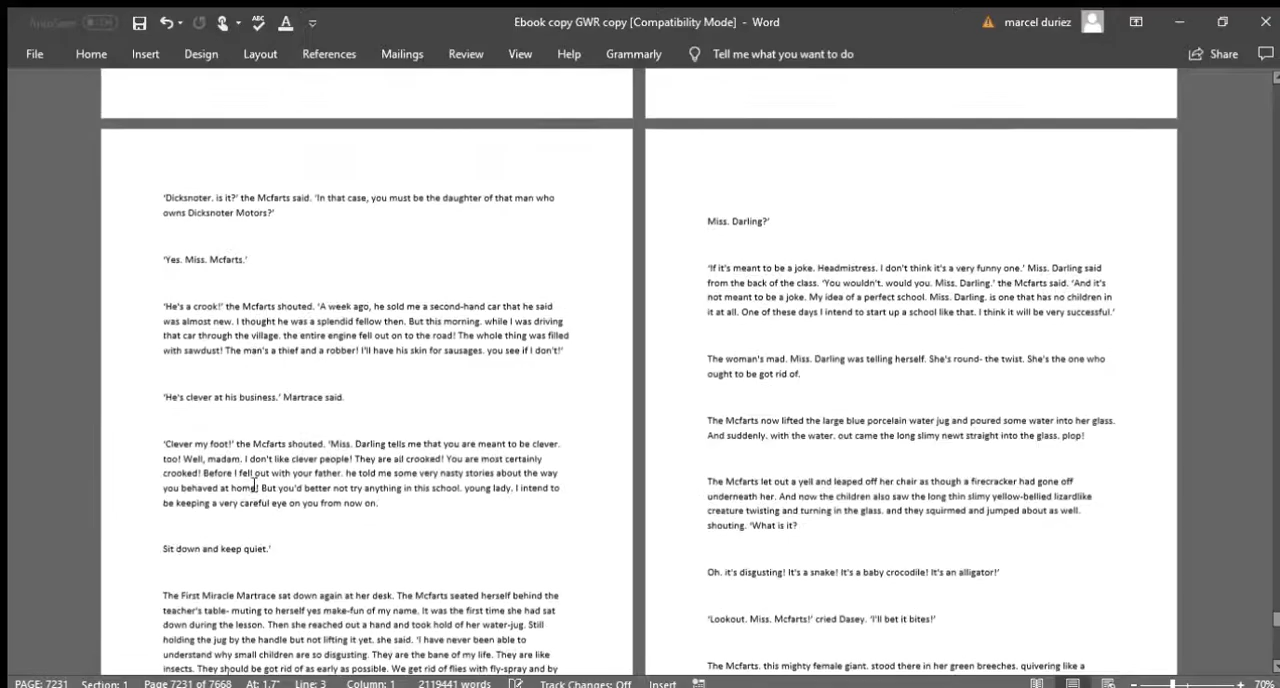 AutoSave Off
Ebook copy GWR copy [Compatibility Mode] - Word
marcel duriez
File Home Insert Design Layout References Mailings Review View Help Grammarly Tell me what you want to do Share
'Dicksnoter. is it?' the Mcfarts said. 'In that case, you must be the daughter of that man who
owns Dicksnoter Motors?'
'Yes. Miss. Mcfarts.'
'He's a crook!' the Mcfarts shouted. 'A week ago, he sold me a second-hand car that he said
was almost new. I thought he was a splendid fellow then. But this morning. while I was driving
that car through the village. the entire engine fell out on to the road! The whole thing was filled
with sawdust! The man's a thief and a robber! I'll have his skin for sausages. you see if I don't!'
'He's clever at his business.' Martrace said.
'Clever my foot!' the Mcfarts shouted. 'Miss. Darling tells me that you are meant to be clever.
too! Well, madam. I don't like clever people! They are all crooked! You are most certainly
crooked! Before I fell out with your father. he told me some very nasty stories about the way
you behaved at home! But you'd better not try anything in this school. young lady. I intend to
be keeping a very careful eye on you from now on.
Sit down and keep quiet.'
The First Miracle Martrace sat down again at her desk. The Mcfarts seated herself behind the
teacher's table- muting to herself yes make-fun of my name. It was the first time she had sat
down during the lesson. Then she reached out a hand and took hold of her water-jug. Still
holding the jug by the handle but not lifting it yet. she said. 'I have never been able to
understand why small children are so disgusting. They are the bane of my life. They are like
insects. They should be got rid of as early as possible. We get rid of flies with fly-spray and by
Miss. Darling?'
'If it's meant to be a joke. Headmistress. I don't think it's a very funny one.' Miss. Darling said
from the back of the class. 'You wouldn't. would you. Miss. Darling.' the Mcfarts said. 'And it's
not meant to be a joke. My idea of a perfect school. Miss. Darling. is one that has no children in
it at all. One of these days I intend to start up a school like that. I think it will be very successful.'
The woman's mad. Miss. Darling was telling herself. She's round- the twist. She's the one who
ought to be got rid of.
The Mcfarts now lifted the large blue porcelain water jug and poured some water into her glass.
And suddenly. with the water. out came the long slimy newt straight into the glass. plop!
The Mcfarts let out a yell and leaped off her chair as though a firecracker had gone off
underneath her. And now the children also saw the long thin slimy yellow-bellied lizardlike
creature twisting and turning in the glass. and they squirmed and jumped about as well.
shouting. 'What is it?
Oh. it's disgusting! It's a snake! It's a baby crocodile! It's an alligator!'
'Lookout. Miss. Mcfarts!' cried Dasey. 'I'll bet it bites!'
The Mcfarts. this mighty female giant. stood there in her green breeches. quivering like a
PAGE: 7231 Section: 1 Page 7231 of 7668 At: 1.7" Line: 3 Column: 1 2119441 words Track Changes: Off Insert 70%